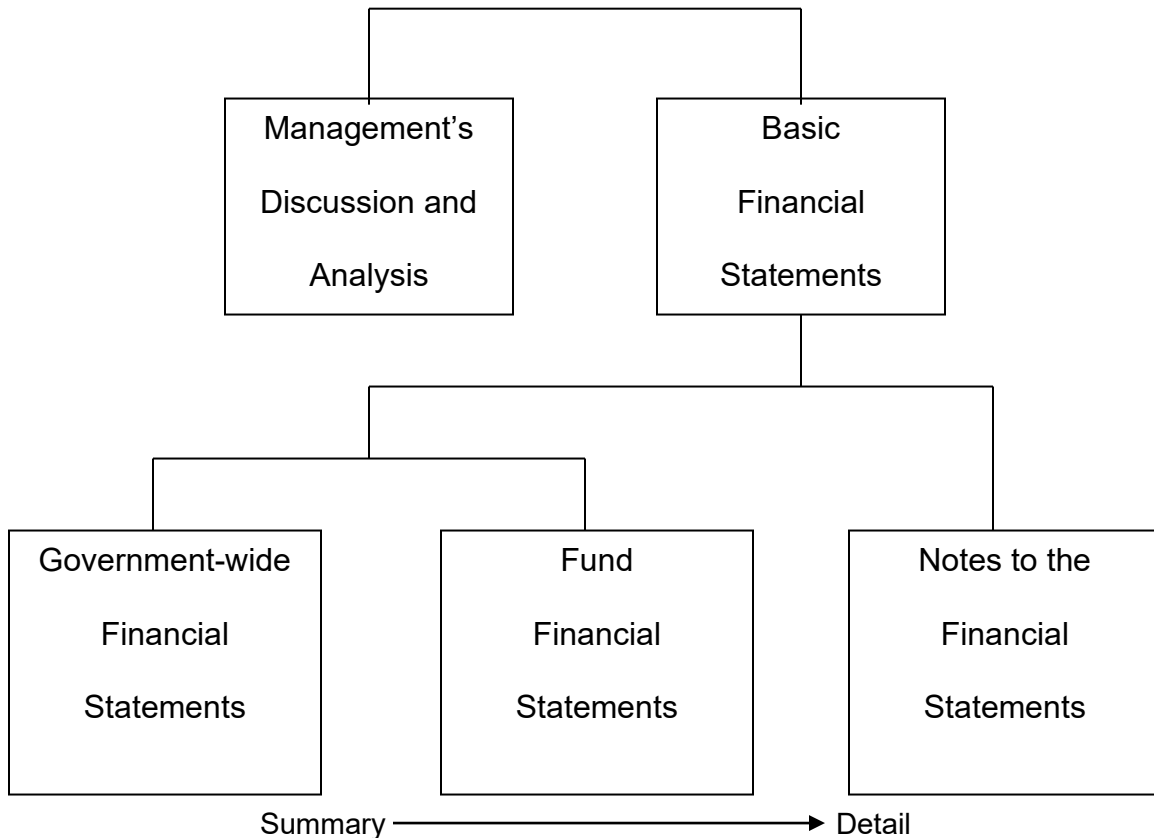 Management’s
Discussion and
Analysis
Basic
Financial
Statements
Government-wide
Financial
Statements
Fund
Financial
Statements
Notes to the
Financial
Statements
Summary
Detail